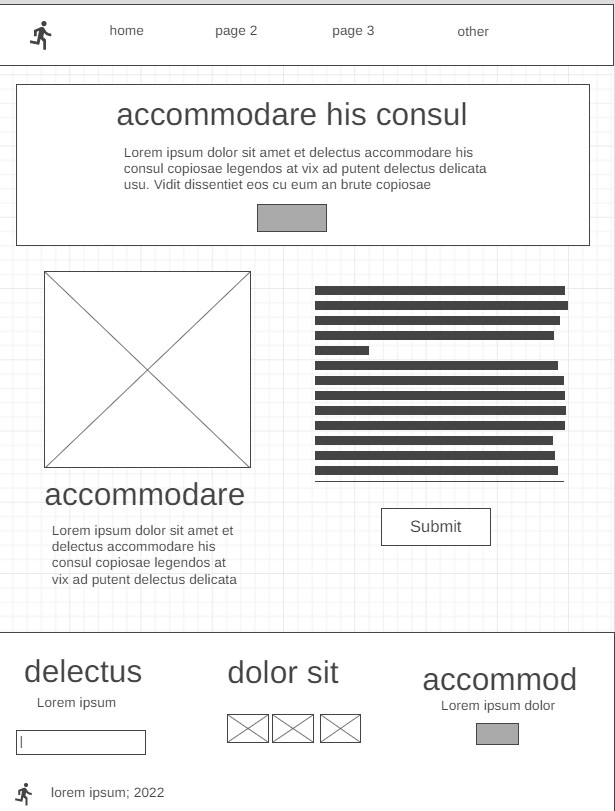 home page 2 page 3 other
accommodare his consul
Lorem ipsum dolor sit amet et delectus accommodare his
consul copiosae legendos at vix ad putent delectus delicata
usu. Vidit dissentiet eos cu eum an brute copiosae
accommodare
Lorem ipsum dolor sit amet et
delectus accommodare his
consul copiosae legendos at
vix ad putent delectus delicata
Submit
delectus
Lorem ipsum
dolor sit
accommod
Lorem ipsum dolor
lorem ipsum; 2022